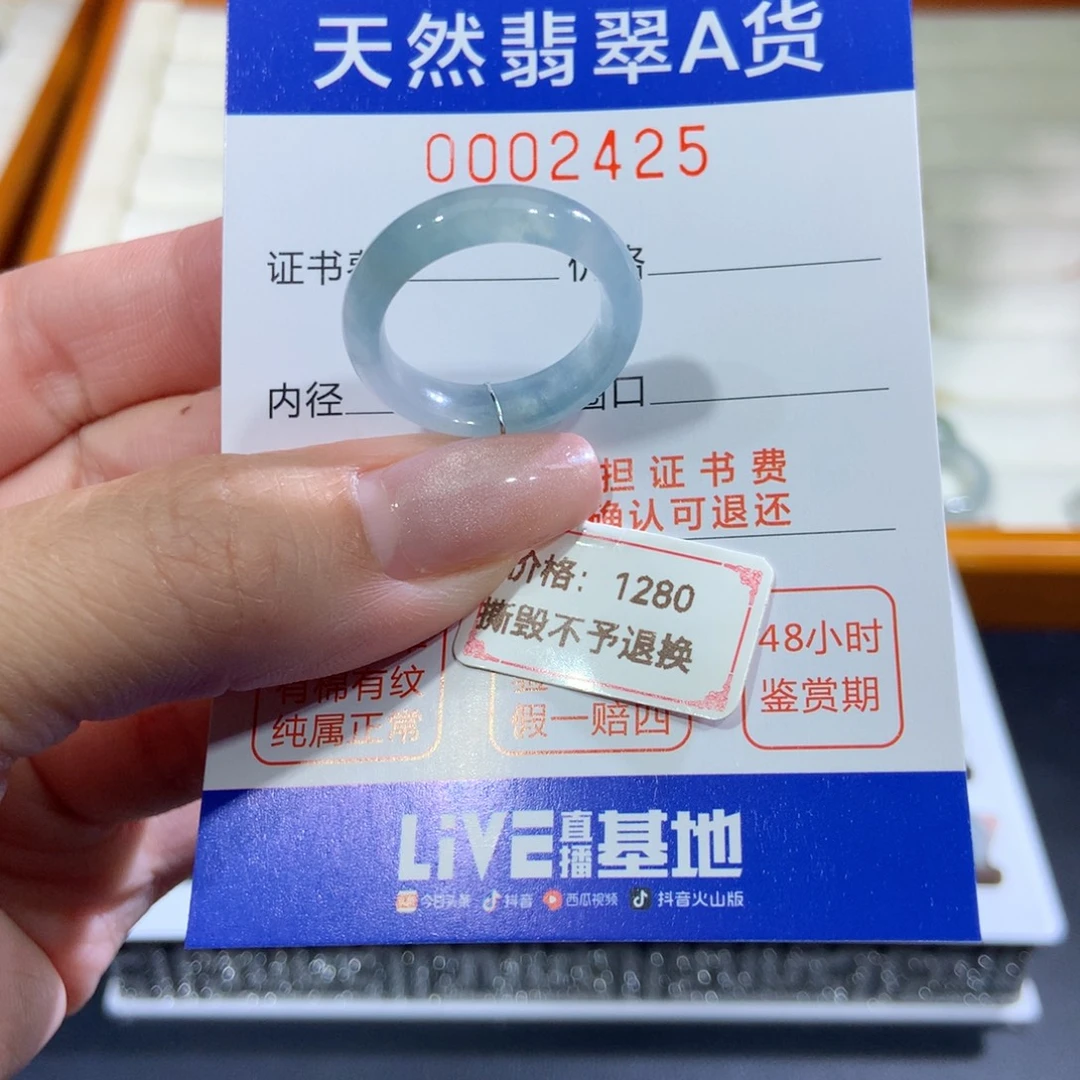 天然翡翠A货
0002425
证书 格
内径 口
担证书费
确认可退还
价格：1280
撕毁不予退换
有棉有纹
纯属正常
假一赔四
48小时
鉴赏期
LiVE直播基地
今日头条 抖音 西瓜视频 抖音火山版